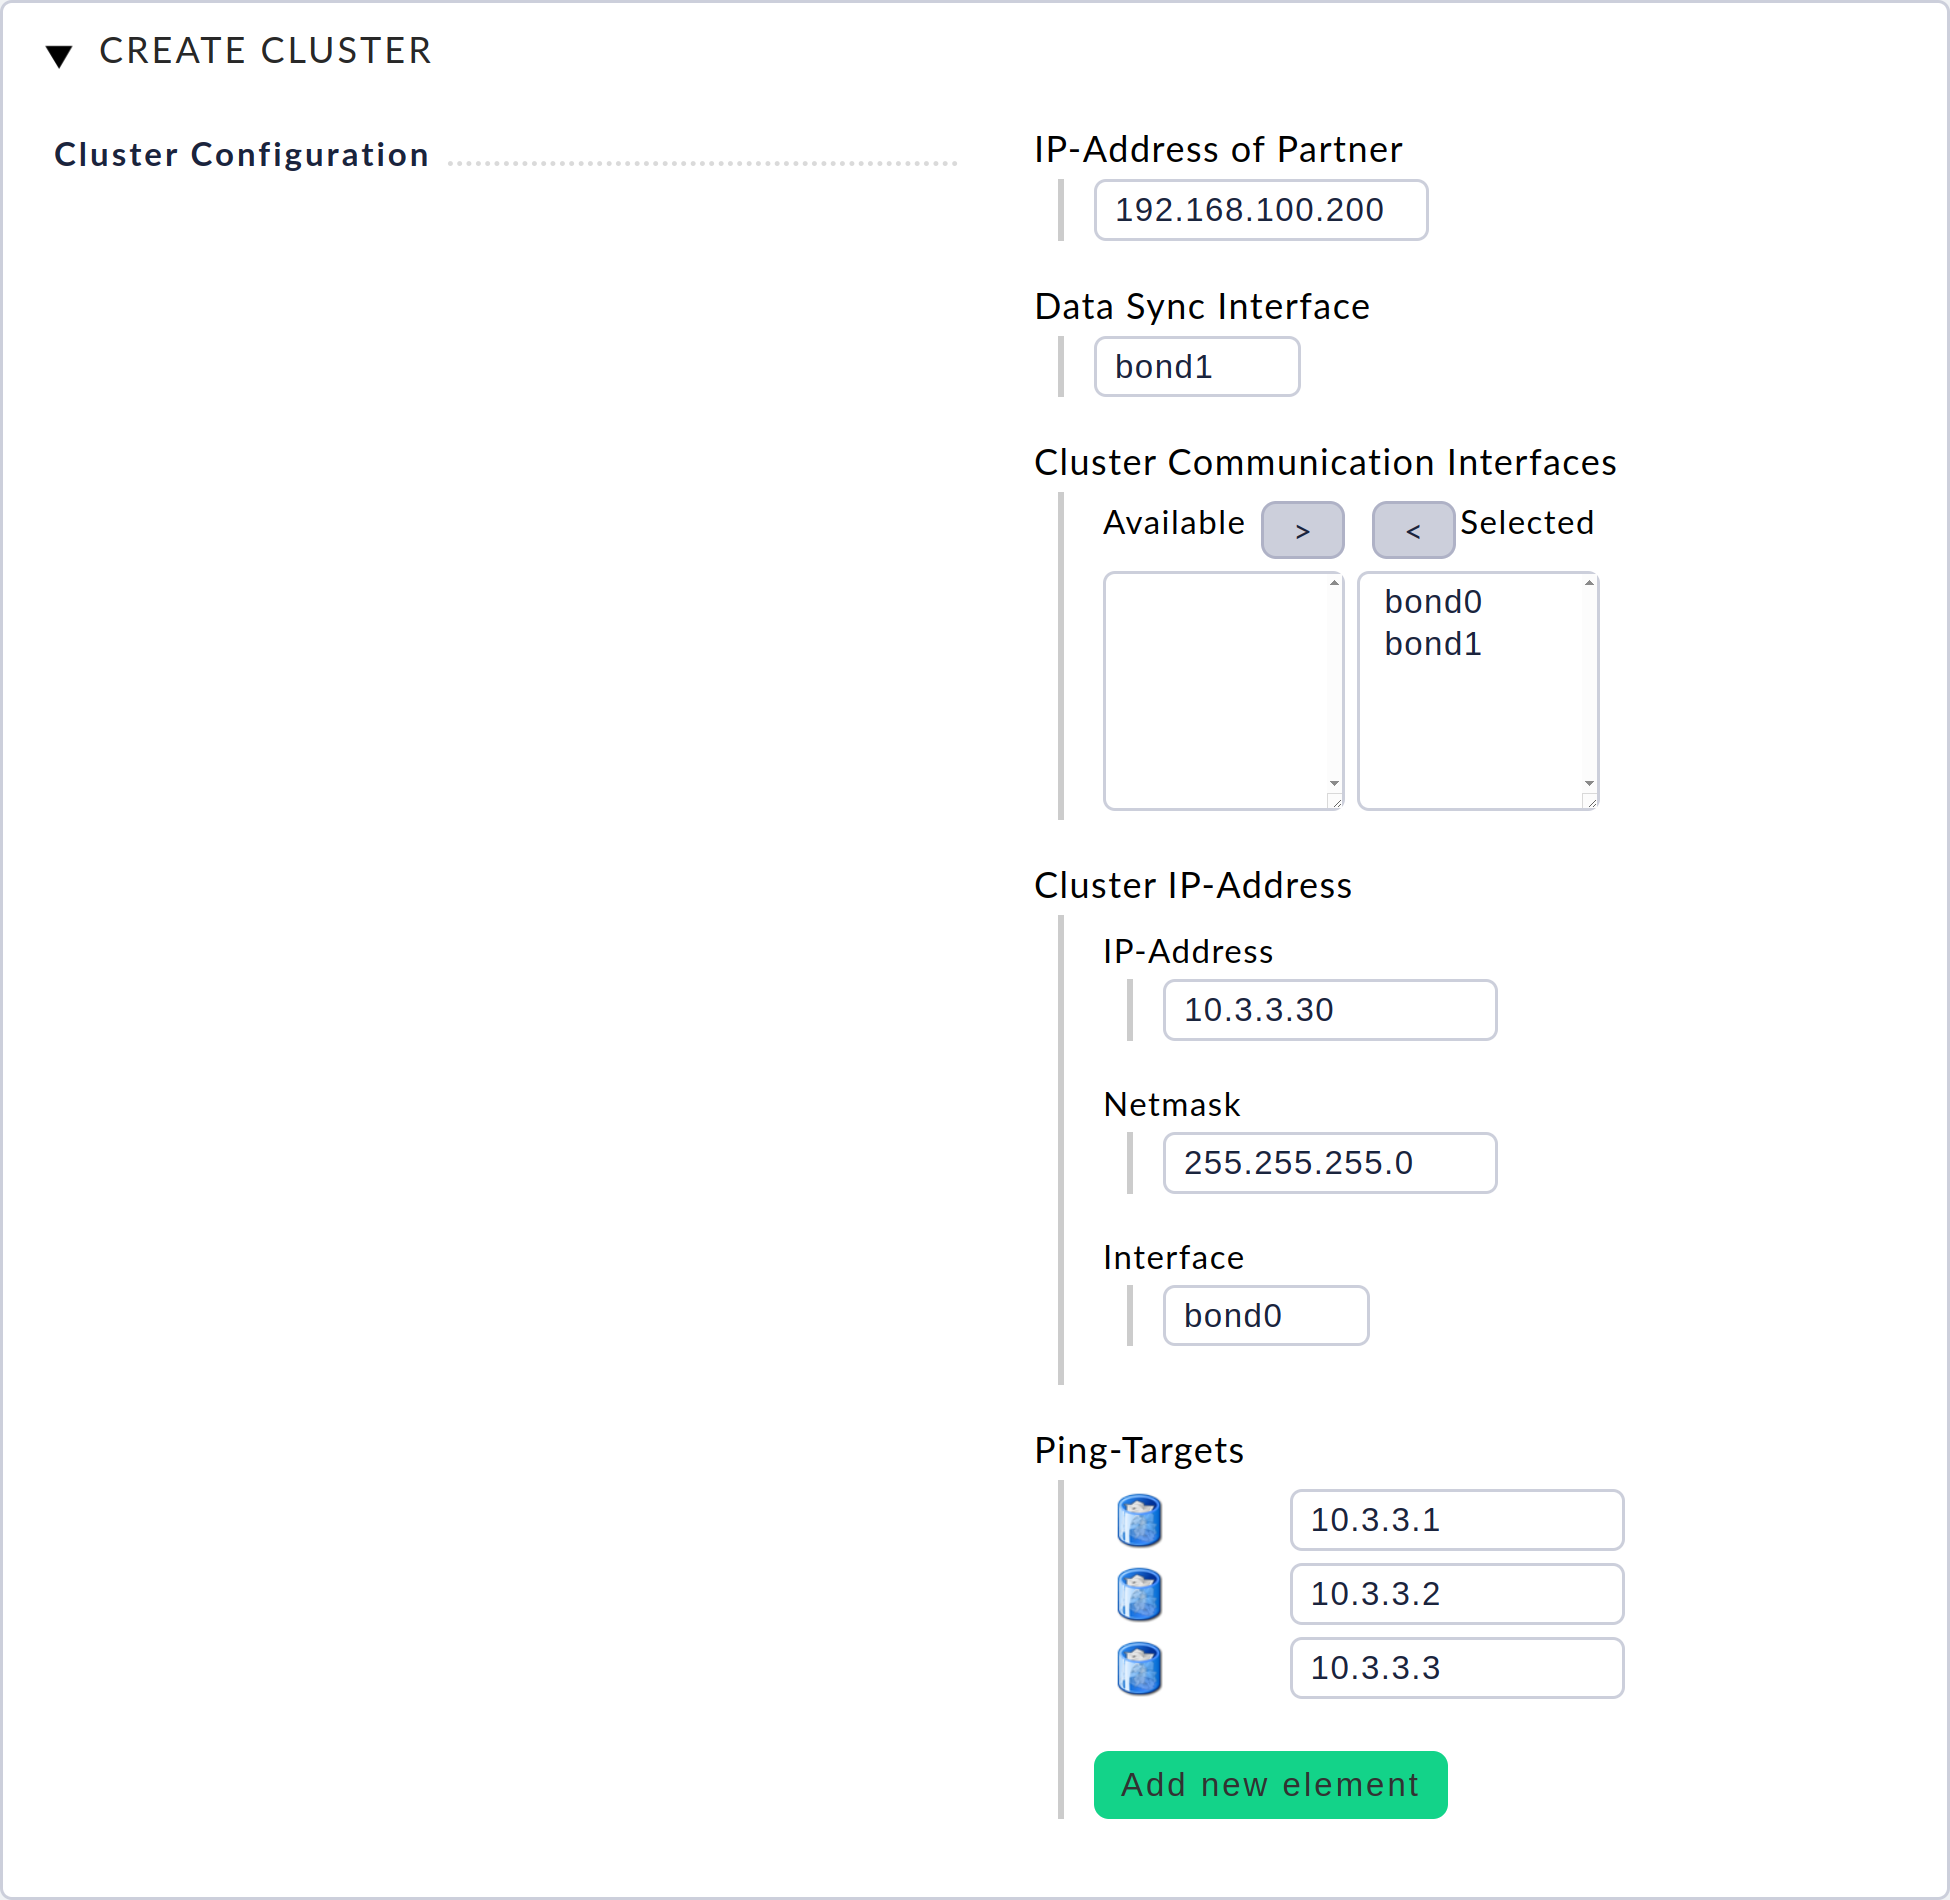 CREATE CLUSTER
Cluster Configuration
IP-Address of Partner
192.168.100.200
Data Sync Interface
bond1
Cluster Communication Interfaces
Available > < Selected
bond0
bond1
Cluster IP-Address
IP-Address
10.3.3.30
Netmask
255.255.255.0
Interface
bond0
Ping-Targets
10.3.3.1
10.3.3.2
10.3.3.3
Add new element